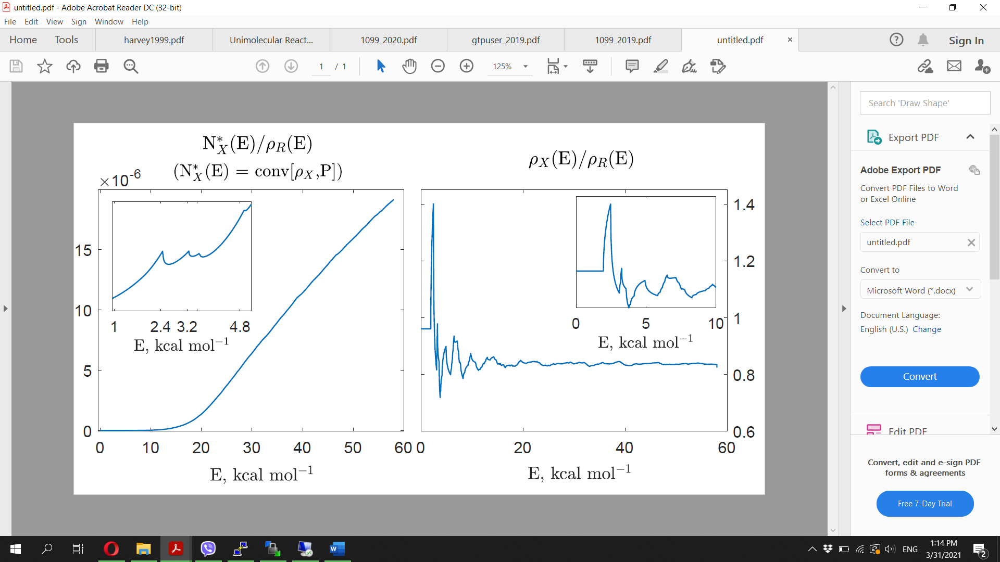 untitled.pdf - Adobe Acrobat Reader DC (32-bit)
File Edit View Sign Window Help
Home Tools harvey1999.pdf Unimolecular React... 1099_2020.pdf gtpuser_2019.pdf 1099_2019.pdf untitled.pdf × ? Sign In
1 / 1 125%
N*X(E)/ρR(E)
(N*X(E) = conv[ρX,P])
×10-6
15
10
5
0
0 10 20 30 40 50 60
E, kcal mol−1
1 2.4 3.2 4.8
E, kcal mol−1
ρX(E)/ρR(E)
1.4
1.2
1
0.8
0.6
0 20 40 60
E, kcal mol−1
0 5 10
E, kcal mol−1
Search 'Draw Shape'
Export PDF
Adobe Export PDF
Convert PDF Files to Word
or Excel Online
Select PDF File
untitled.pdf
Convert to
Microsoft Word (*.docx)
Document Language:
English (U.S.) Change
Convert
Edit PDF
Convert, edit and e-sign PDF
forms & agreements
Free 7-Day Trial
ENG
1:14 PM
3/31/2021
2